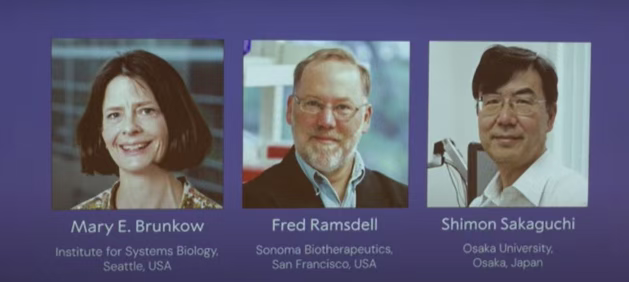 Mary E. Brunkow
Institute for Systems Biology,
Seattle, USA
Fred Ramsdell
Sonoma Biotherapeutics,
San Francisco, USA
Shimon Sakaguchi
Osaka University,
Osaka, Japan